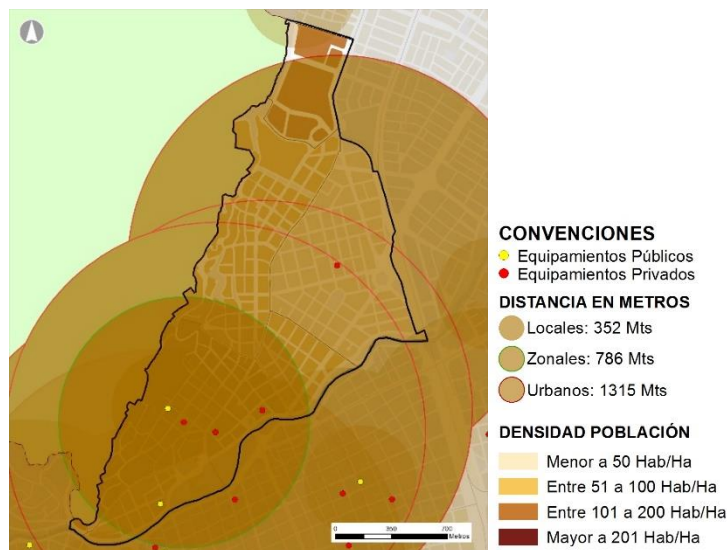 CONVENCIONES
Equipamientos Públicos
Equipamientos Privados
DISTANCIA EN METROS
Locales: 352 Mts
Zonales: 786 Mts
Urbanos: 1315 Mts
DENSIDAD POBLACIÓN
Menor a 50 Hab/Ha
Entre 51 a 100 Hab/Ha
Entre 101 a 200 Hab/Ha
Mayor a 201 Hab/Ha
0 350 700
Metros